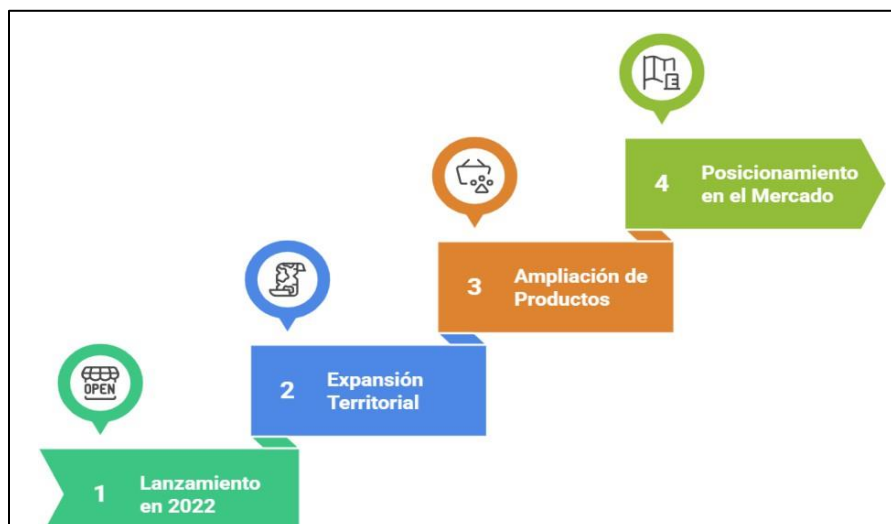 OPEN
1
Lanzamiento
en 2022
2
Expansión
Territorial
3
Ampliación de
Productos
4
Posicionamiento
en el Mercado